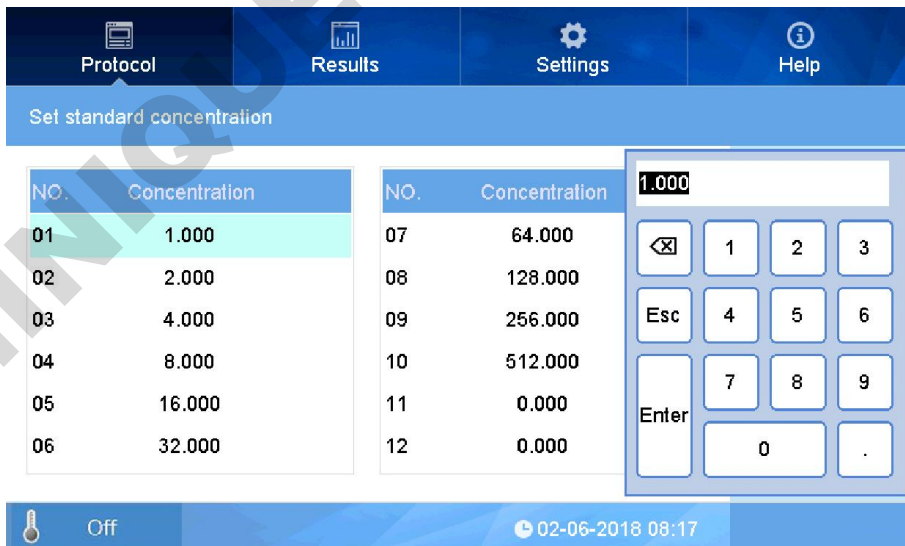 Protocol Results Settings Help
Set standard concentration
NO. Concentration NO. Concentration
1.000
01 1.000 07 64.000
02 2.000 08 128.000
03 4.000 09 256.000
04 8.000 10 512.000
05 16.000 11 0.000
06 32.000 12 0.000
1 2 3
Esc 4 5 6
7 8 9
Enter
0 .
Off 02-06-2018 08:17